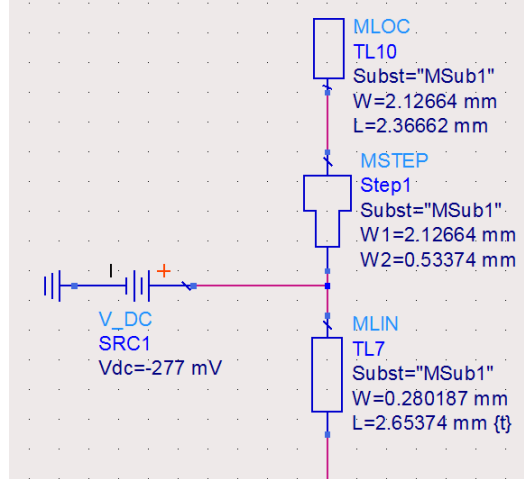 MLOC
TL10
Subst="MSub1"
W=2.12664 mm
L=2.36662 mm
MSTEP
Step1
Subst="MSub1"
W1=2.12664 mm
W2=0.53374 mm
V_DC
SRC1
Vdc=-277 mV
MLIN
TL7
Subst="MSub1"
W=0.280187 mm
L=2.65374 mm {t}